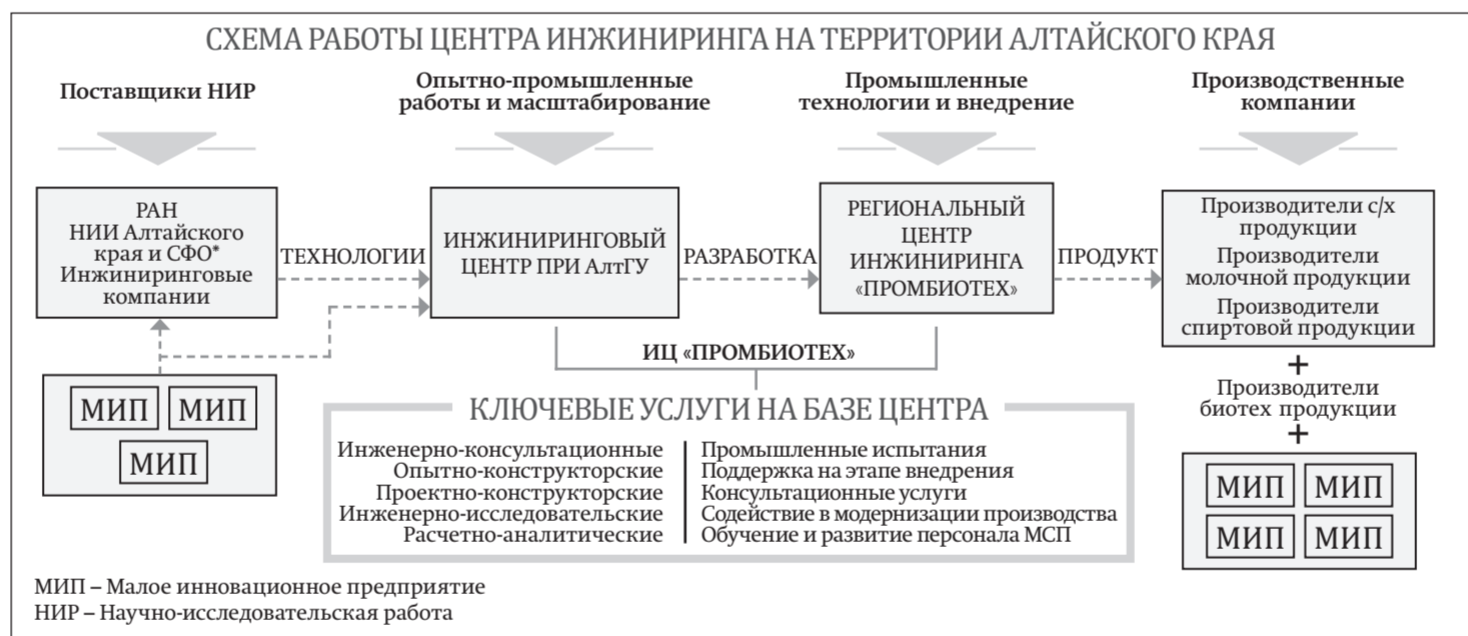 СХЕМА РАБОТЫ ЦЕНТРА ИНЖИНИРИНГА НА ТЕРРИТОРИИ АЛТАЙСКОГО КРАЯ
Поставщики НИР
Опытно-промышленные
работы и масштабирование
Промышленные
технологии и внедрение
Производственные
компании
РАН
НИИ Алтайского
края и СФО*
Инжиниринговые
компании
ТЕХНОЛОГИИ
ИНЖИНИРИНГОВЫЙ
ЦЕНТР ПРИ АлтГУ
РАЗРАБОТКА
РЕГИОНАЛЬНЫЙ
ЦЕНТР
ИНЖИНИРИНГА
«ПРОМБИОТЕХ»
ПРОДУКТ
Производители с/х
продукции
Производители
молочной продукции
Производители
спиртовой продукции
+
Производители
биотех продукции
+
МИП МИП
МИП МИП
МИП МИП
МИП
ИЦ «ПРОМБИОТЕХ»
КЛЮЧЕВЫЕ УСЛУГИ НА БАЗЕ ЦЕНТРА
Инженерно-консультационные
Опытно-конструкторские
Проектно-конструкторские
Инженерно-исследовательские
Расчетно-аналитические
Промышленные испытания
Поддержка на этапе внедрения
Консультационные услуги
Содействие в модернизации производства
Обучение и развитие персонала МСП
МИП – Малое инновационное предприятие
НИР – Научно-исследовательская работа